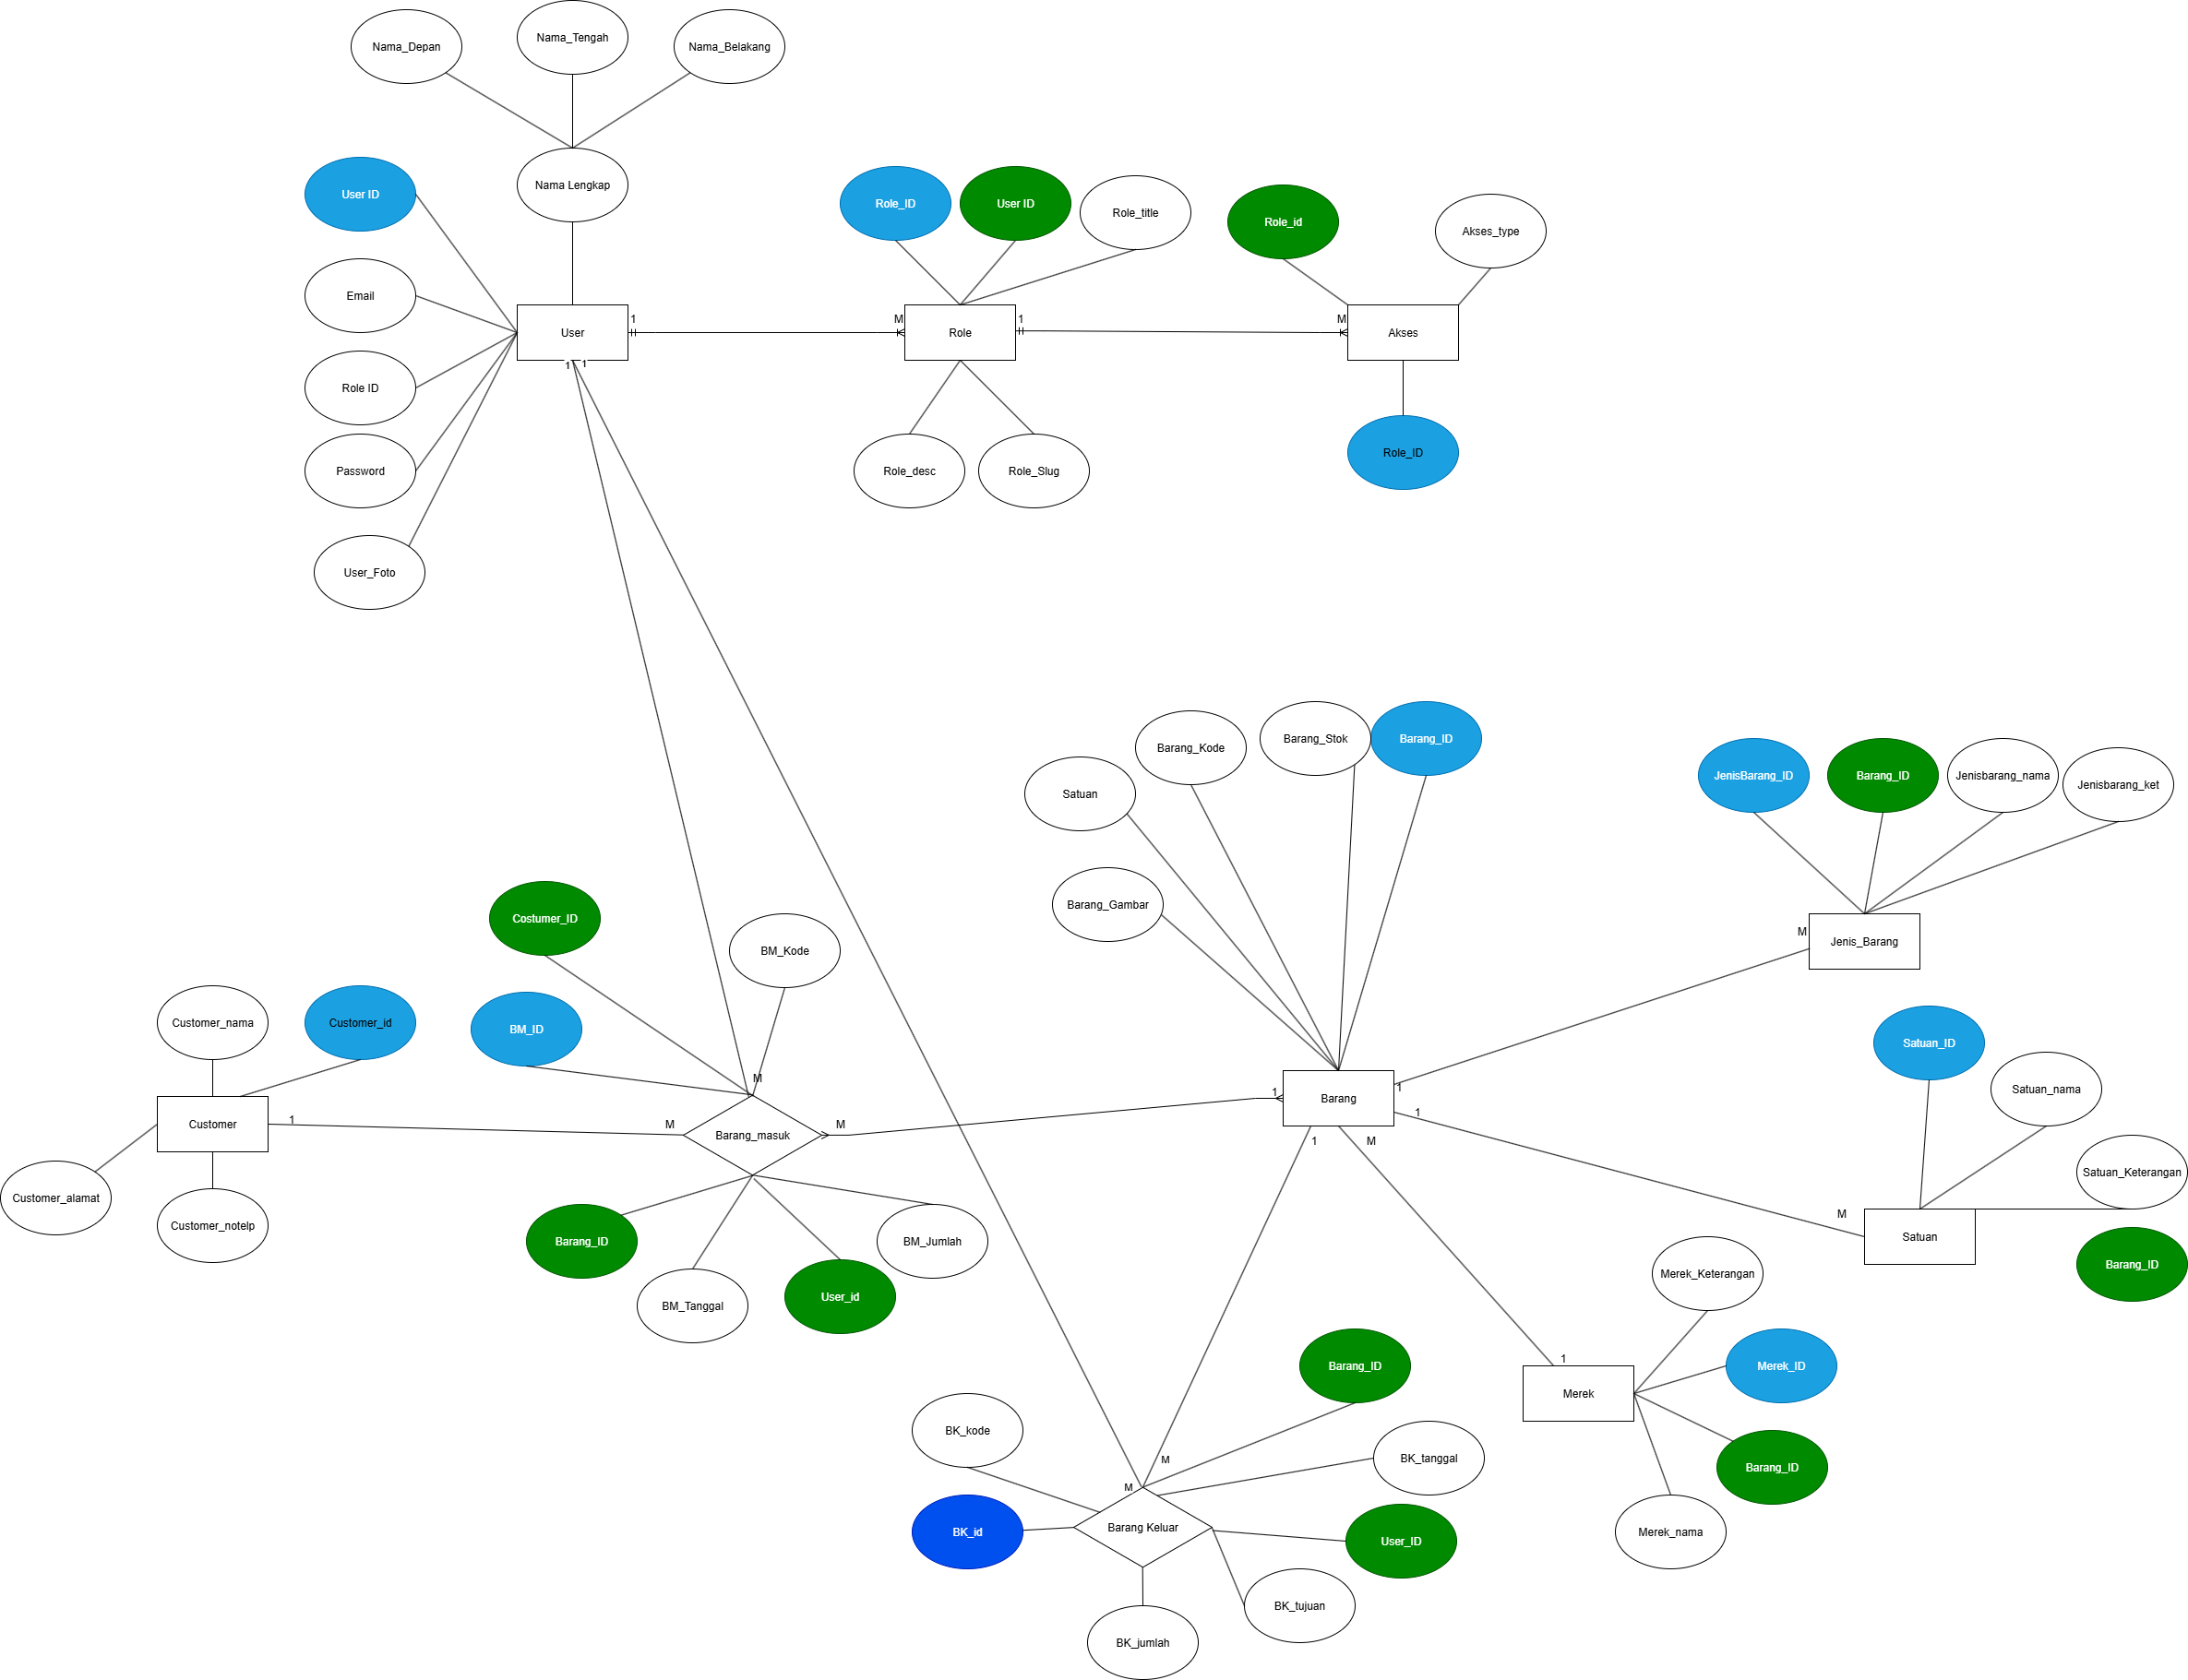 Nama_Depan
Nama_Tengah
Nama_Belakang
Nama Lengkap
User ID
Email
Role ID
Password
User_Foto
User
1
1
1
M
Role_ID
User ID
Role_title
Role
1
Role_desc
Role_Slug
M
Role_id
Akses_type
Akses
Role_ID
Satuan
Barang_Kode
Barang_Stok
Barang_ID
Barang_Gambar
Barang
1
1
1
1
M
JenisBarang_ID
Barang_ID
Jenisbarang_nama
Jenisbarang_ket
M
Jenis_Barang
Satuan_ID
Satuan_nama
Satuan_Keterangan
M
Satuan
Barang_ID
Costumer_ID
BM_Kode
BM_ID
Customer_nama
Customer_id
Customer
1
Customer_alamat
Customer_notelp
M
M
M
Barang_masuk
Barang_ID
BM_Tanggal
User_id
BM_Jumlah
Merek_Keterangan
1
Merek
Merek_ID
Barang_ID
Merek_nama
Barang_ID
BK_kode
BK_tanggal
M
M
Barang Keluar
BK_id
User_ID
BK_tujuan
BK_jumlah